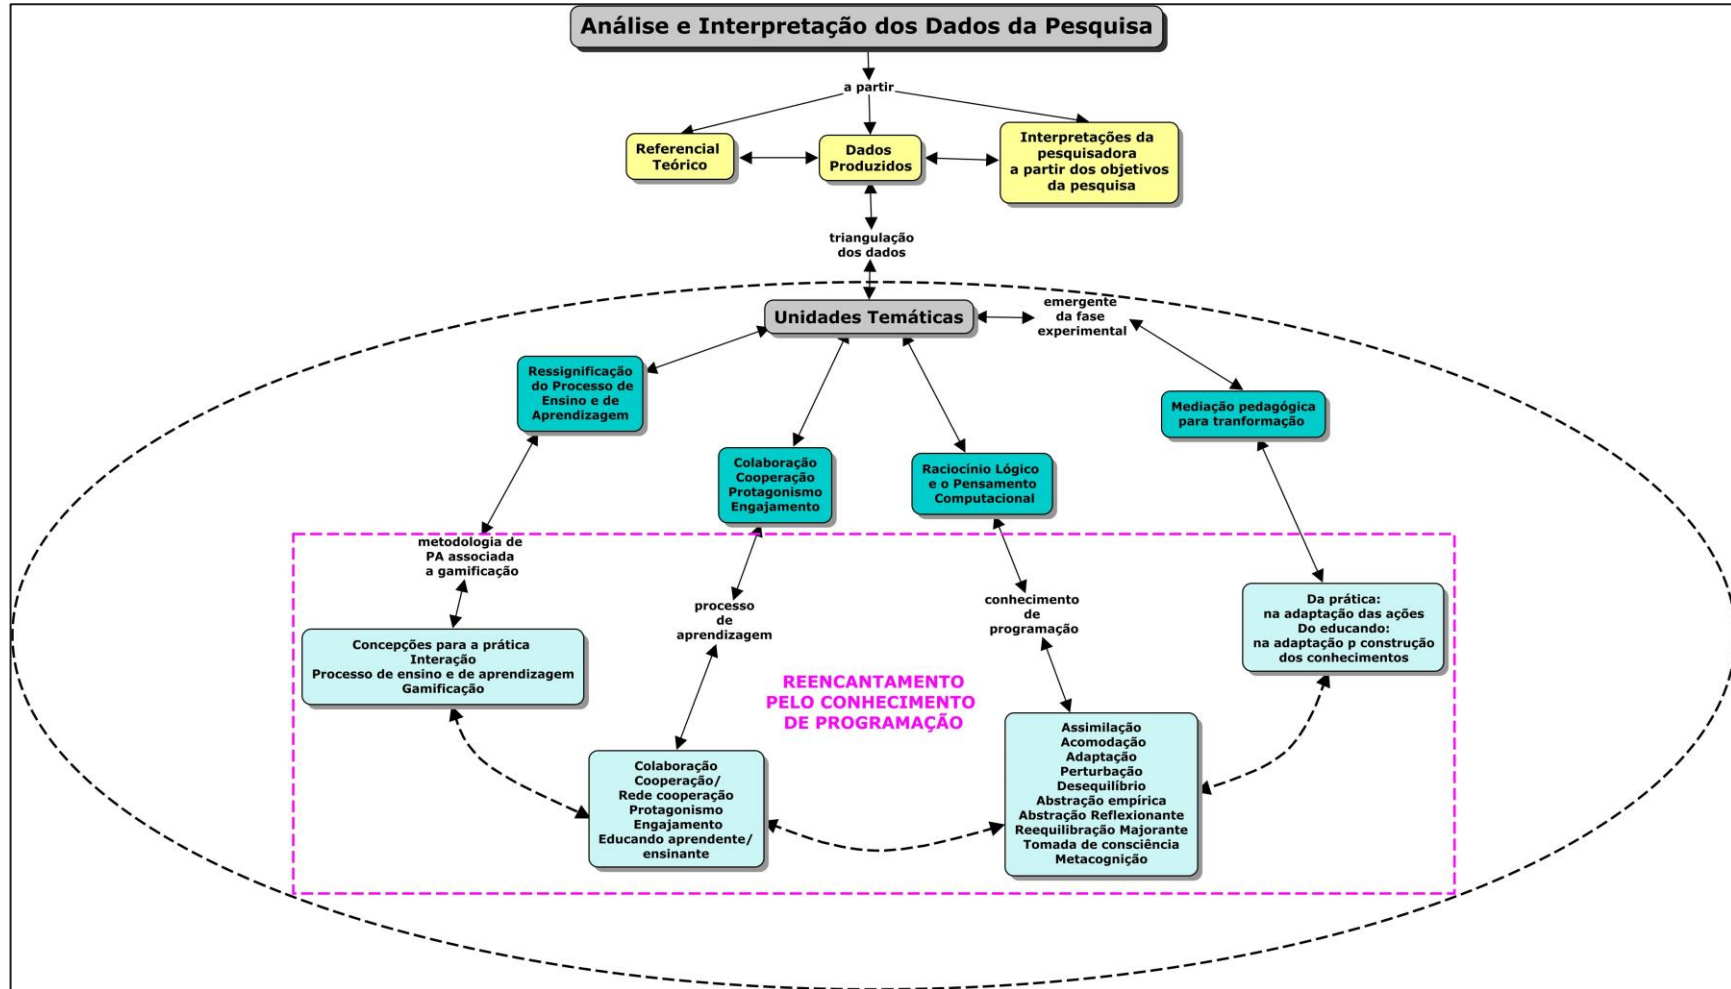 Análise e Interpretação dos Dados da Pesquisa
a partir
Referencial
Teórico
Dados
Produzidos
Interpretações da
pesquisadora
a partir dos objetivos
da pesquisa
triangulação
dos dados
Unidades Temáticas
emergente
da fase
experimental
Ressignificação
do Processo de
Ensino e de
Aprendizagem
Colaboração
Cooperação
Protagonismo
Engajamento
Raciocínio Lógico
e o Pensamento
Computacional
Mediação pedagógica
para tranformação
metodologia de
PA associada
a gamificação
processo
de
aprendizagem
conhecimento
de
programação
Concepções para a prática
Interação
Processo de ensino e de aprendizagem
Gamificação
Da prática:
na adaptação das ações
Do educando:
na adaptação p construção
dos conhecimentos
REENCANTAMENTO
PELO CONHECIMENTO
DE PROGRAMAÇÃO
Colaboração
Cooperação/
Rede cooperação
Protagonismo
Engajamento
Educando aprendente/
ensinante
Assimilação
Acomodação
Adaptação
Perturbação
Desequilíbrio
Abstração empírica
Abstração Reflexionante
Reequilibração Majorante
Tomada de consciência
Metacognição